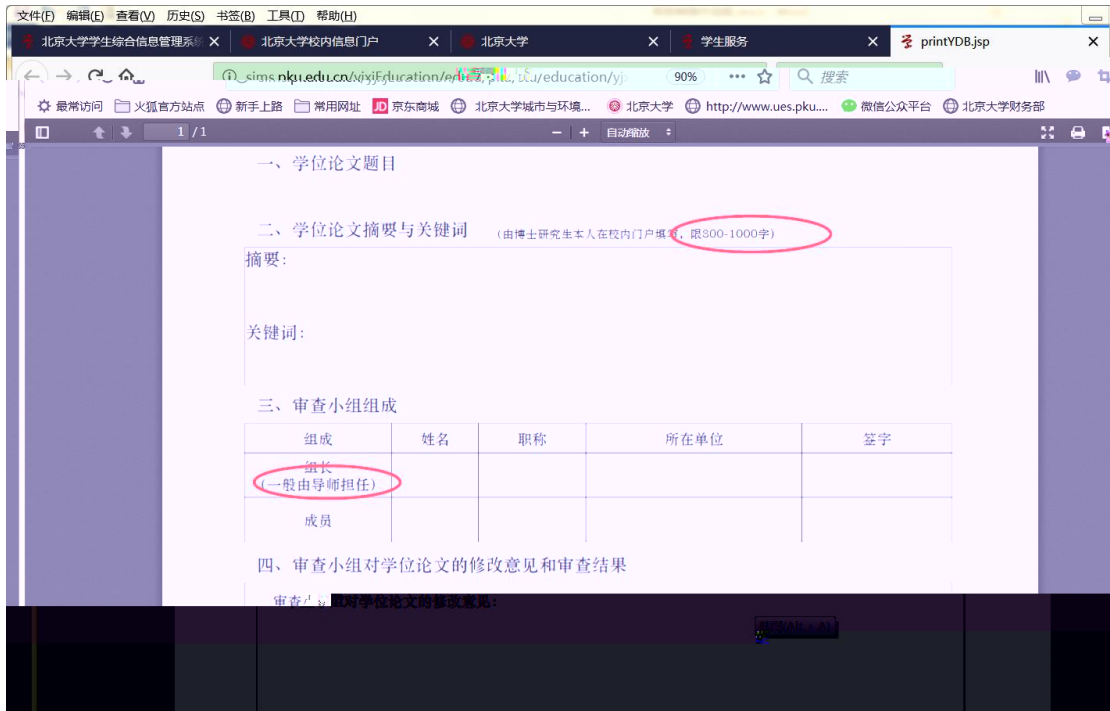 文件(F) 编辑(E) 查看(V) 历史(S) 书签(B) 工具(T) 帮助(H)
北京大学学生综合信息管理系统 北京大学校内信息门户 北京大学 学生服务 printYDB.jsp
90% 搜索
最常访问 火狐官方站点 新手上路 常用网址 JD 京东商城 北京大学城市与环境... 北京大学 http://www.ues.pku.... 微信公众平台 北京大学财务部
1 /1 自动缩放
一、学位论文题目
二、学位论文摘要与关键词 (由博士研究生本人在校内门户填写，限800-1000字)
摘要:
关键词:
三、审查小组组成
组成 姓名 职称 所在单位 签字
组长
(一般由导师担任)
成员
四、审查小组对学位论文的修改意见和审查结果
审查小组对学位论文的修改意见: